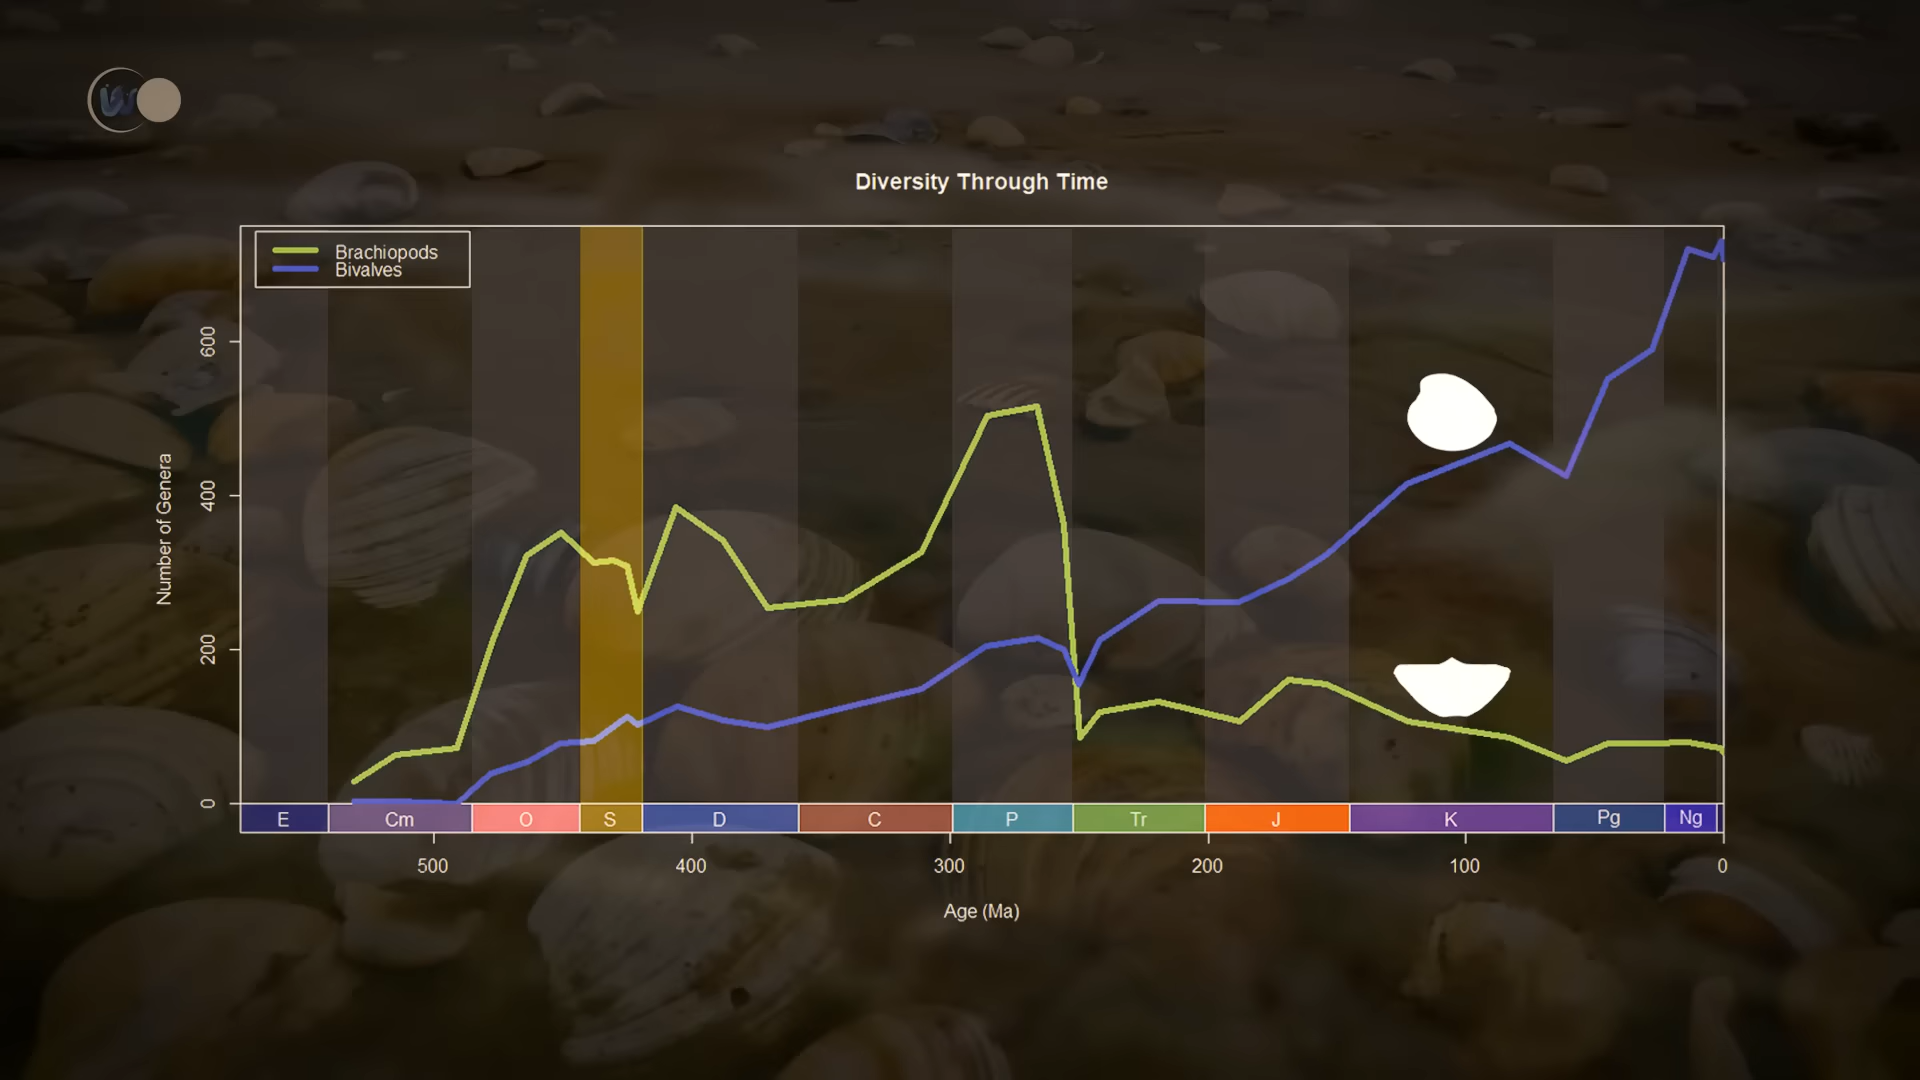 Diversity Through Time
Brachiopods
Bivalves
Number of Genera
600
400
200
0
E Cm O S D C P Tr J K Pg Ng
500 400 300 200 100 0
Age (Ma)